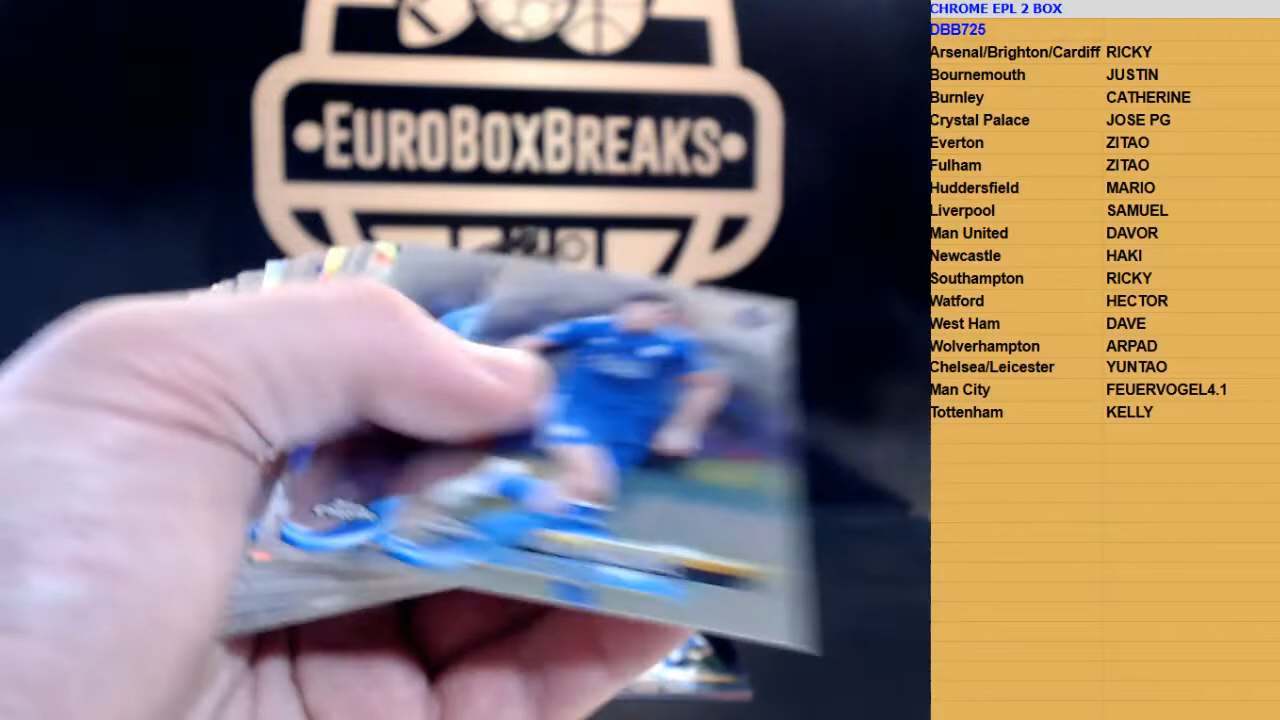 EUROBOXBREAKS
CHROME EPL 2 BOX
DBB725
Arsenal/Brighton/Cardiff RICKY
Bournemouth JUSTIN
Burnley CATHERINE
Crystal Palace JOSE PG
Everton ZITAO
Fulham ZITAO
Huddersfield MARIO
Liverpool SAMUEL
Man United DAVOR
Newcastle HAKI
Southampton RICKY
Watford HECTOR
West Ham DAVE
Wolverhampton ARPAD
Chelsea/Leicester YUNTAO
Man City FEUERVOGEL4.1
Tottenham KELLY